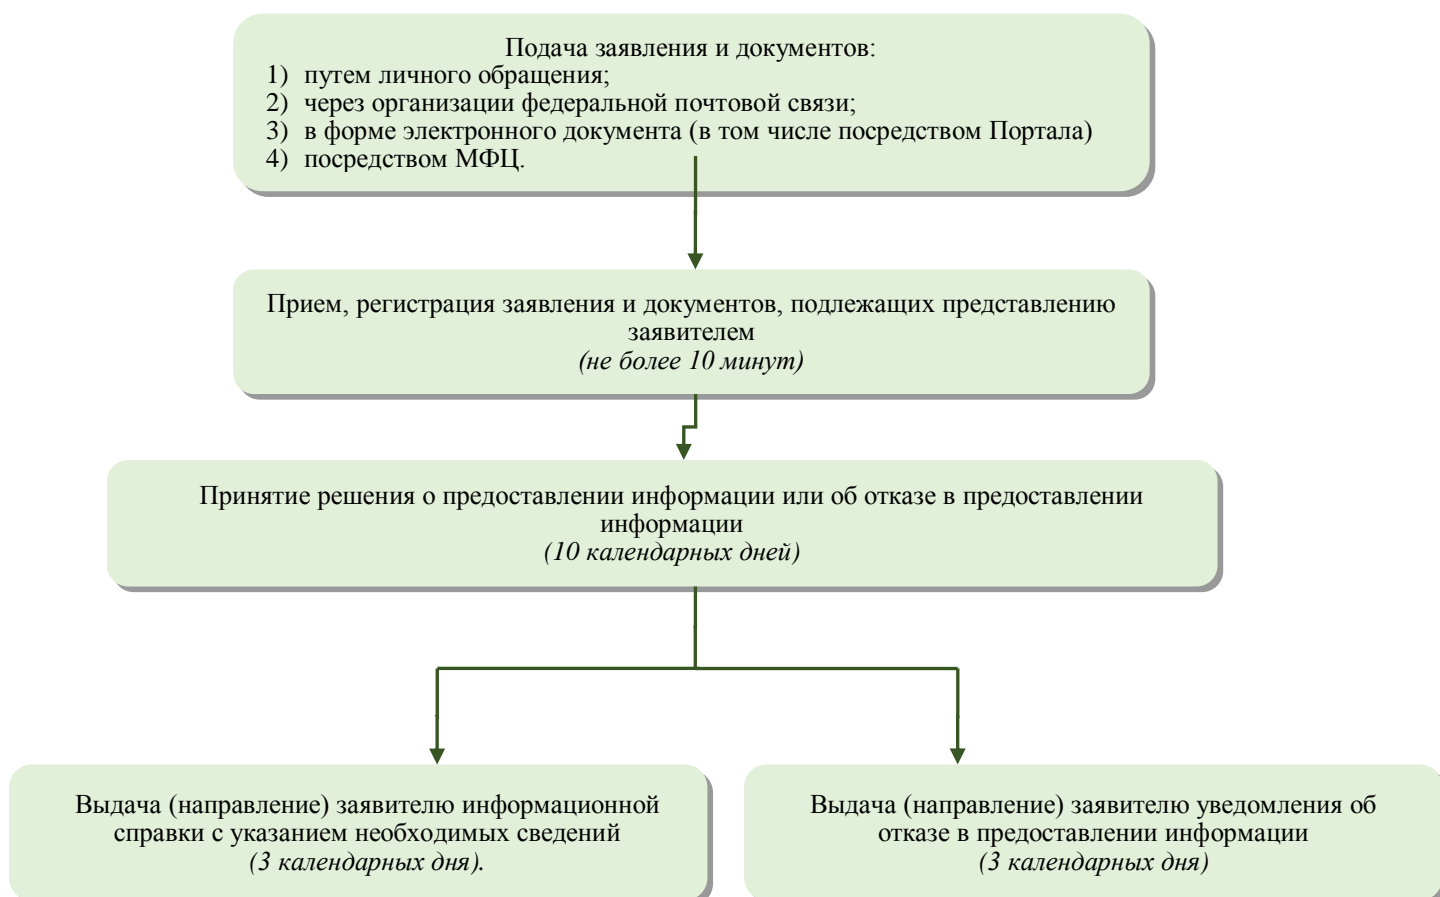 Подача заявления и документов:
1) путем личного обращения;
2) через организации федеральной почтовой связи;
3) в форме электронного документа (в том числе посредством Портала)
4) посредством МФЦ.
Прием, регистрация заявления и документов, подлежащих представлению
заявителем
(не более 10 минут)
Принятие решения о предоставлении информации или об отказе в предоставлении
информации
(10 календарных дней)
Выдача (направление) заявителю информационной
справки с указанием необходимых сведений
(3 календарных дня).
Выдача (направление) заявителю уведомления об
отказе в предоставлении информации
(3 календарных дня)